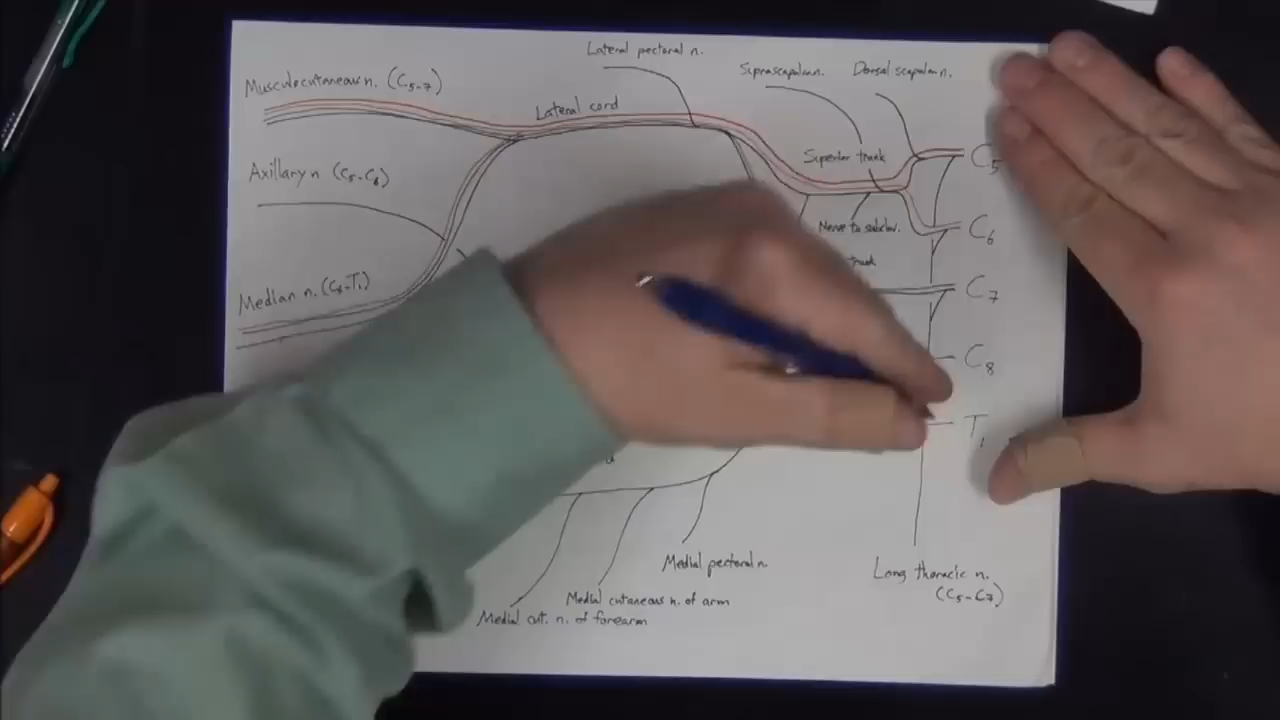 Lateral pectoral n.
Suprascapular n.
Dorsal scapular n.
Musculocutaneous n. (C5-7)
Lateral cord
Superior trunk
C5
Axillary n (C5-C6)
Nerve to subclav.
C6
trunk
Median n. (C6-T1)
C7
C8
T1
Medial pectoral n.
Long thoracic n.
(C5-C7)
Medial cutaneous n. of arm
Medial cut. n. of forearm